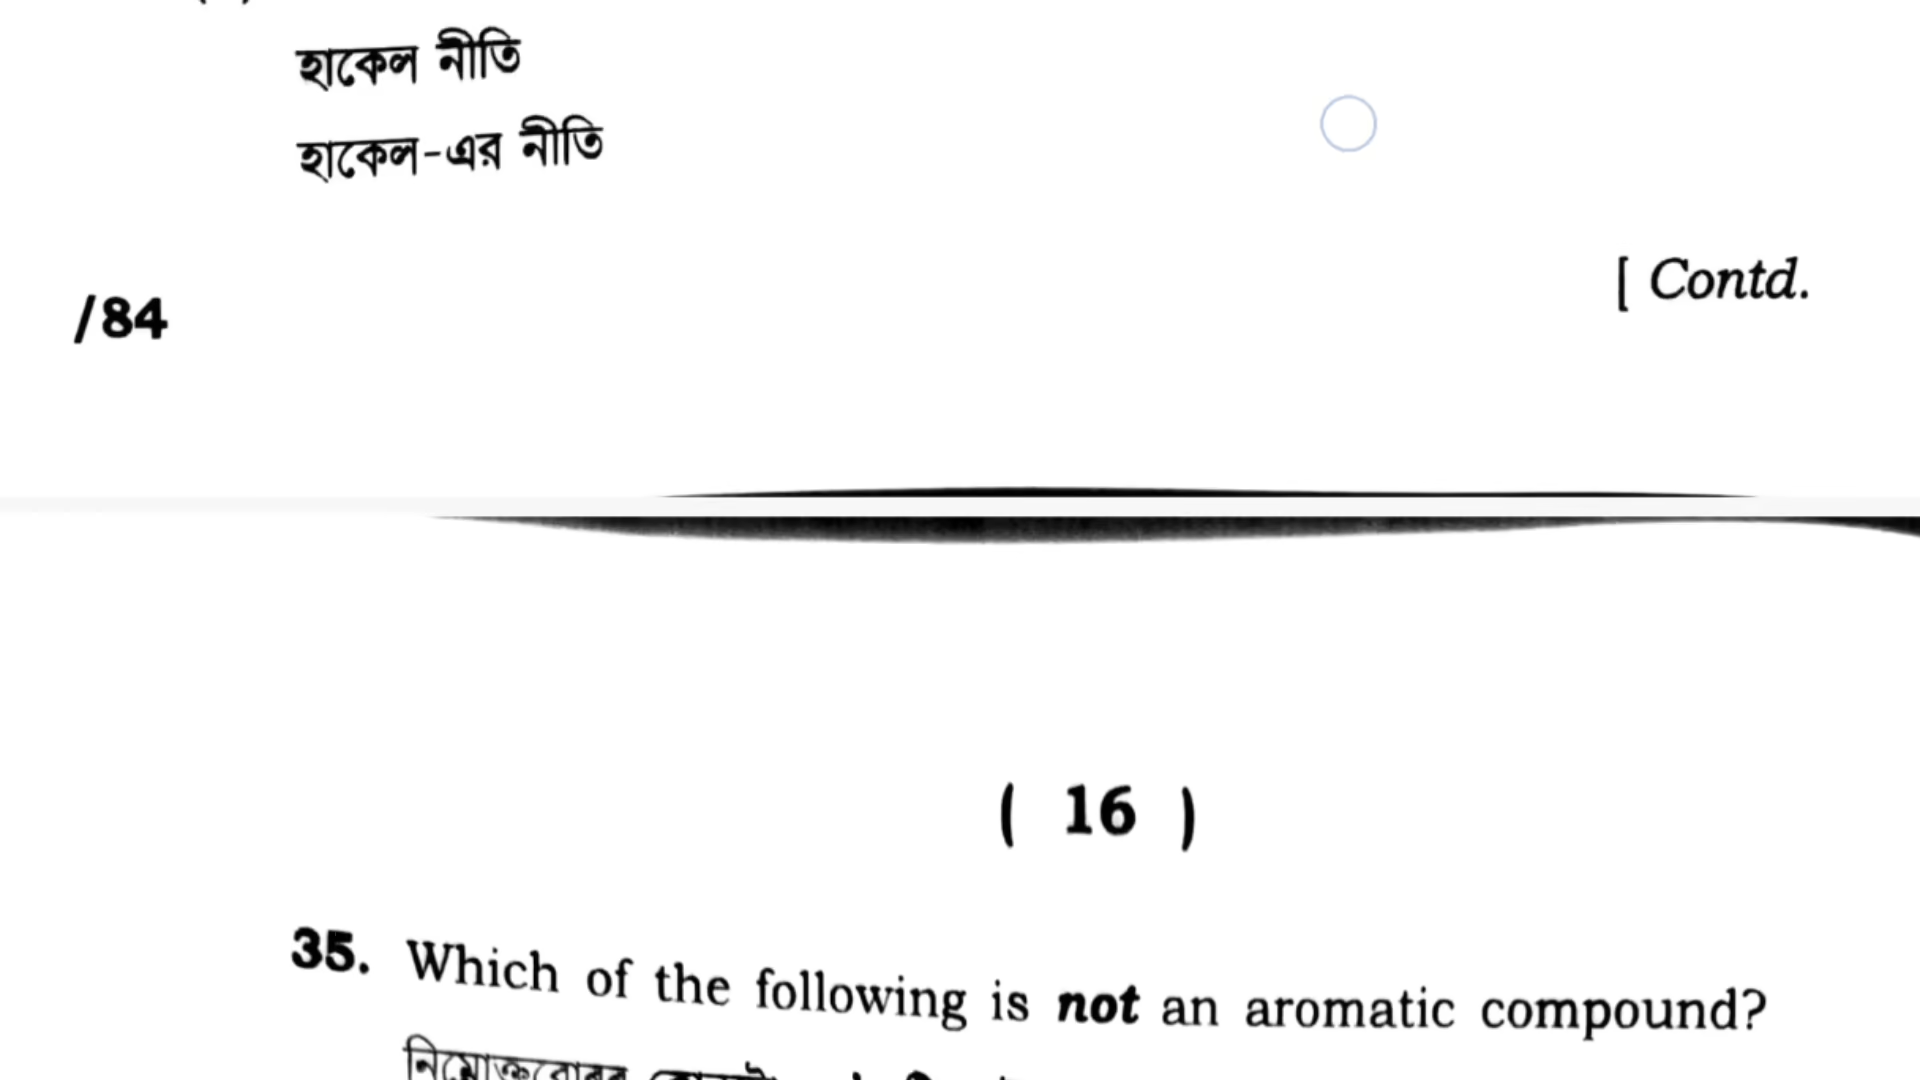 হাকেল নীতি
হাকেল-এর নীতি
[ Contd.
/84
( 16 )
35. Which of the following is not an aromatic compound?